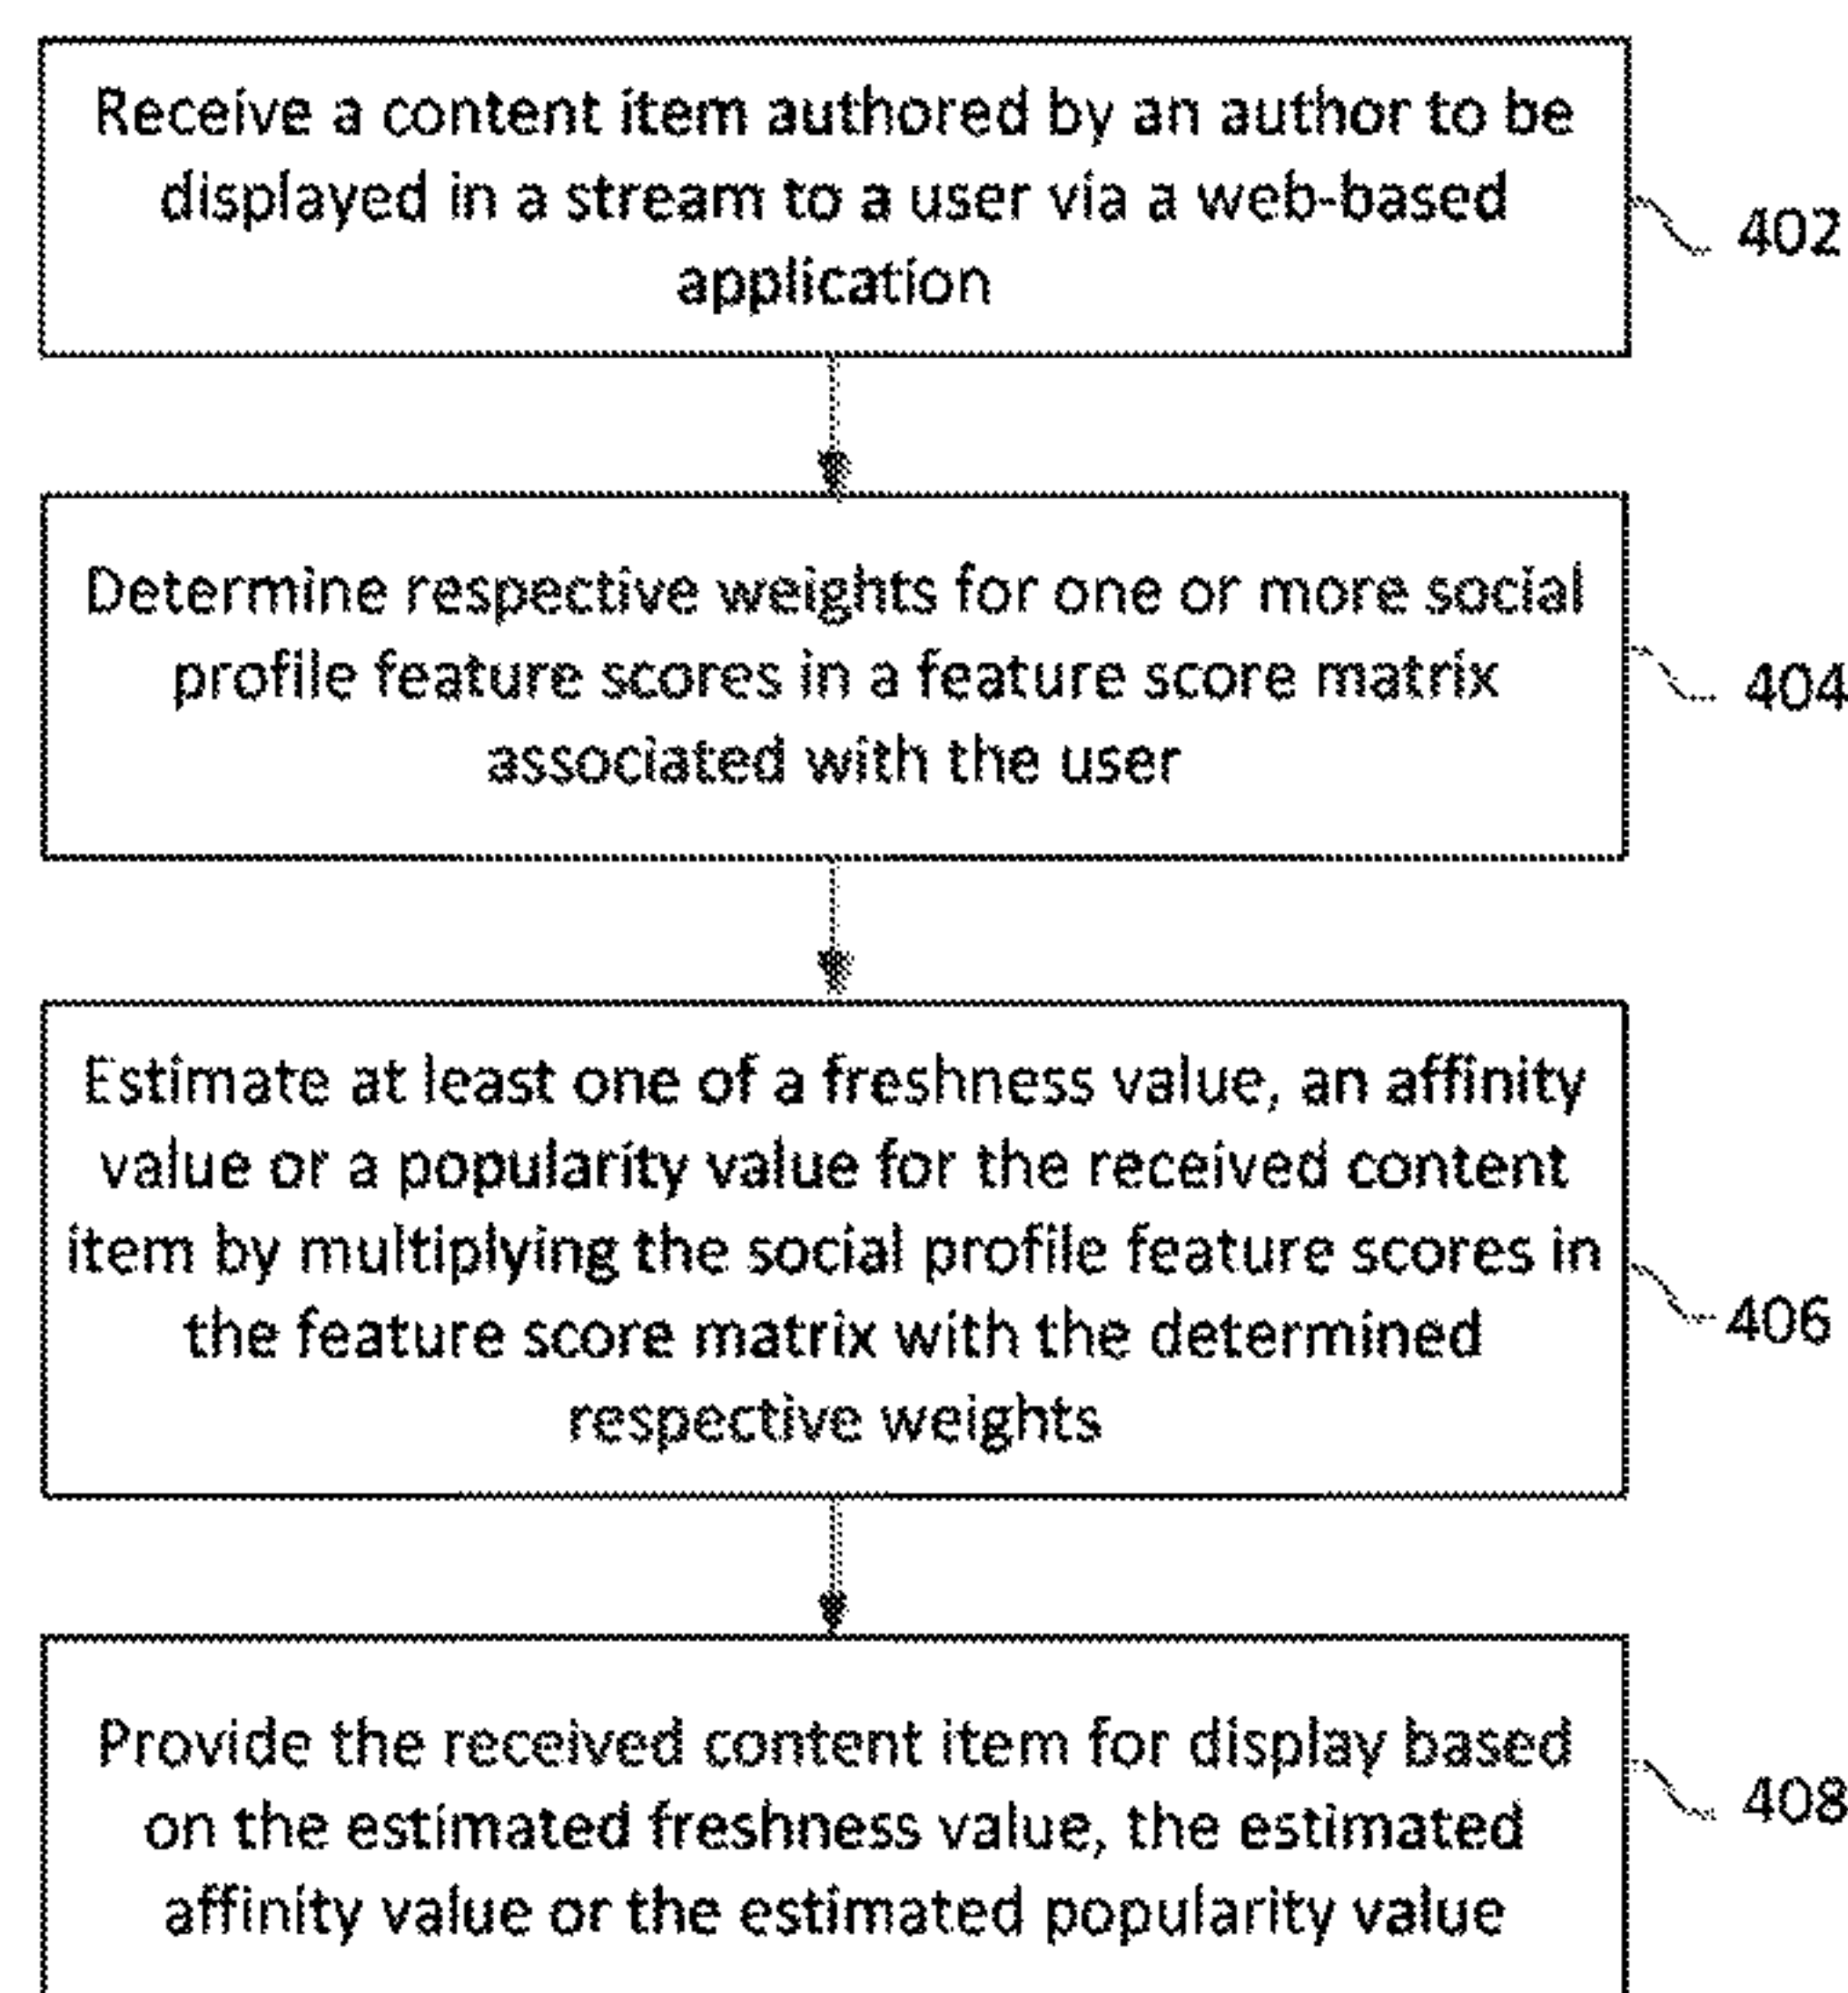 Receive a content item authored by an author to be
displayed in a stream to a user via a web-based
application
402
Determine respective weights for one or more social
profile feature scores in a feature score matrix
associated with the user
404
Estimate at least one of a freshness value, an affinity
value or a popularity value for the received content
item by multiplying the social profile feature scores in
the feature score matrix with the determined
respective weights
406
Provide the received content item for display based
on the estimated freshness value, the estimated
affinity value or the estimated popularity value
408